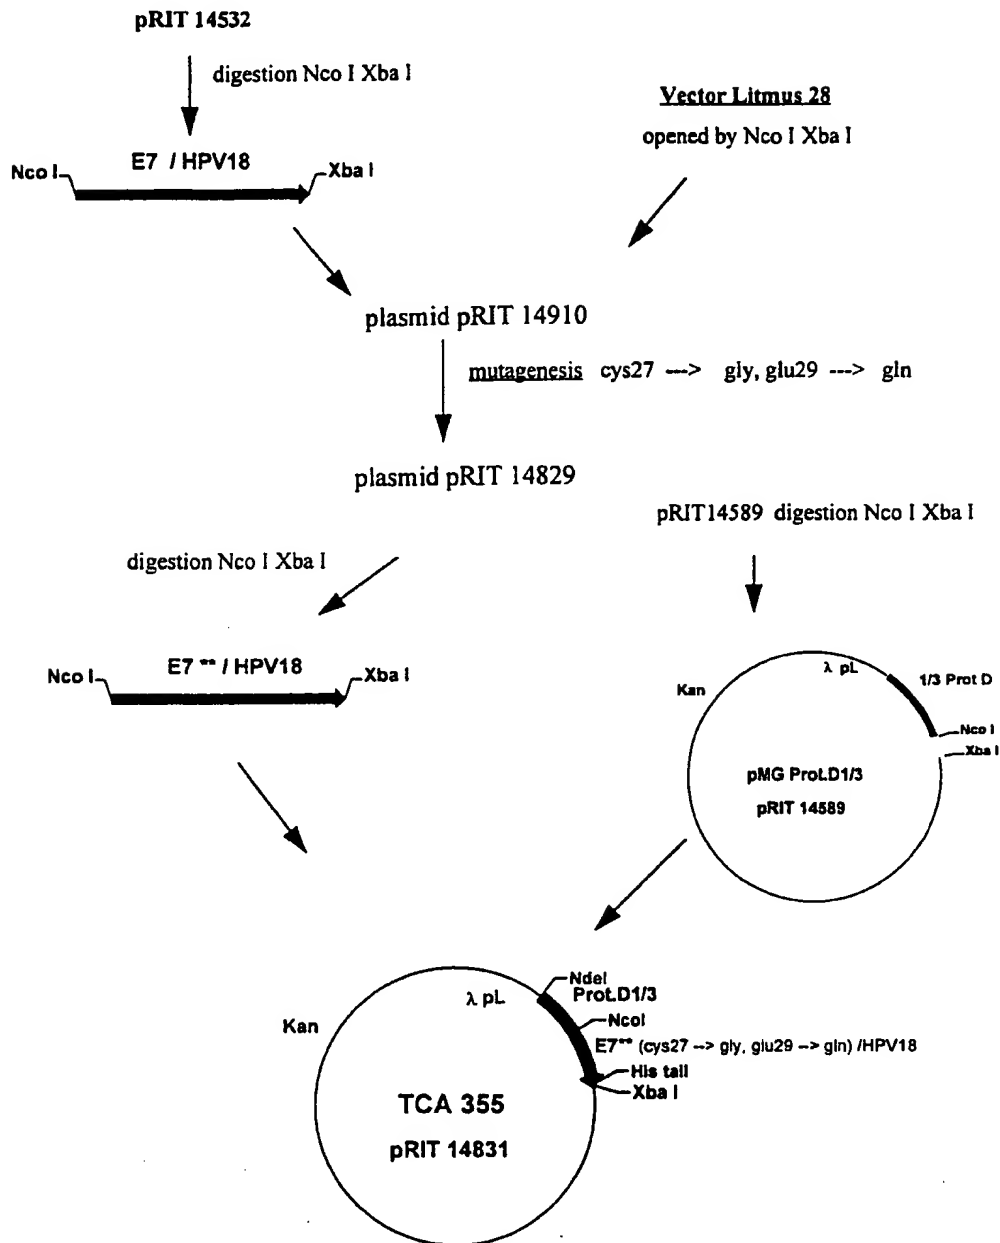 pRIT 14532
digestion Nco I Xba I
Vector Litmus 28
opened by Nco I Xba I
E7 / HPV18
Nco I
Xba I
plasmid pRIT 14910
mutagenesis cys27 ---> gly, glu29 ---> gln
plasmid pRIT 14829
pRIT14589 digestion Nco I Xba I
digestion Nco I Xba I
E7 ** / HPV18
Nco I
Xba I
λ pL
1/3 Prot D
Kan
Nco I
Xba I
pMG Prot.D1/3
pRIT 14589
NdeI
λ pL
Prot.D1/3
Kan
NcoI
E7** (cys27 --> gly, glu29 --> gln) /HPV18
His tail
Xba I
TCA 355
pRIT 14831